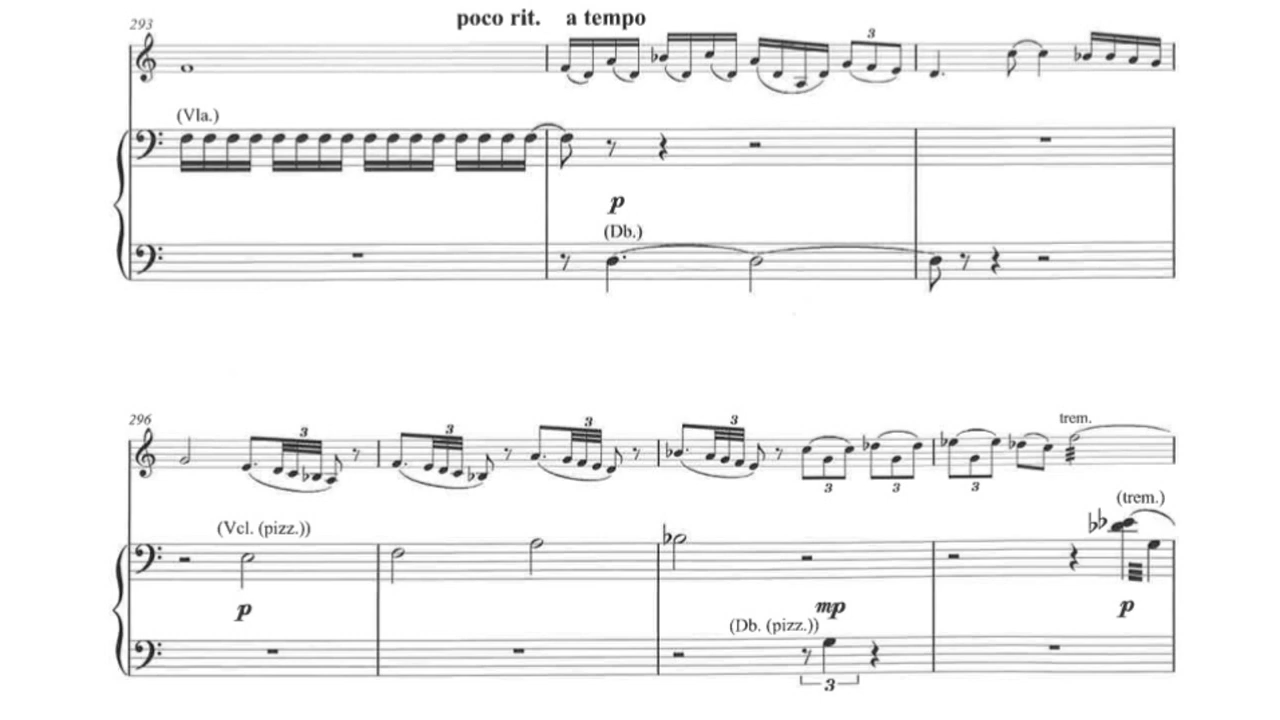 293
poco rit. a tempo
3
(Vla.)
p
(Db.)
296
trem.
3 3 3 3
3 3 3
(Vcl. (pizz.))
(trem.)
p
mp
p
(Db. (pizz.))
3